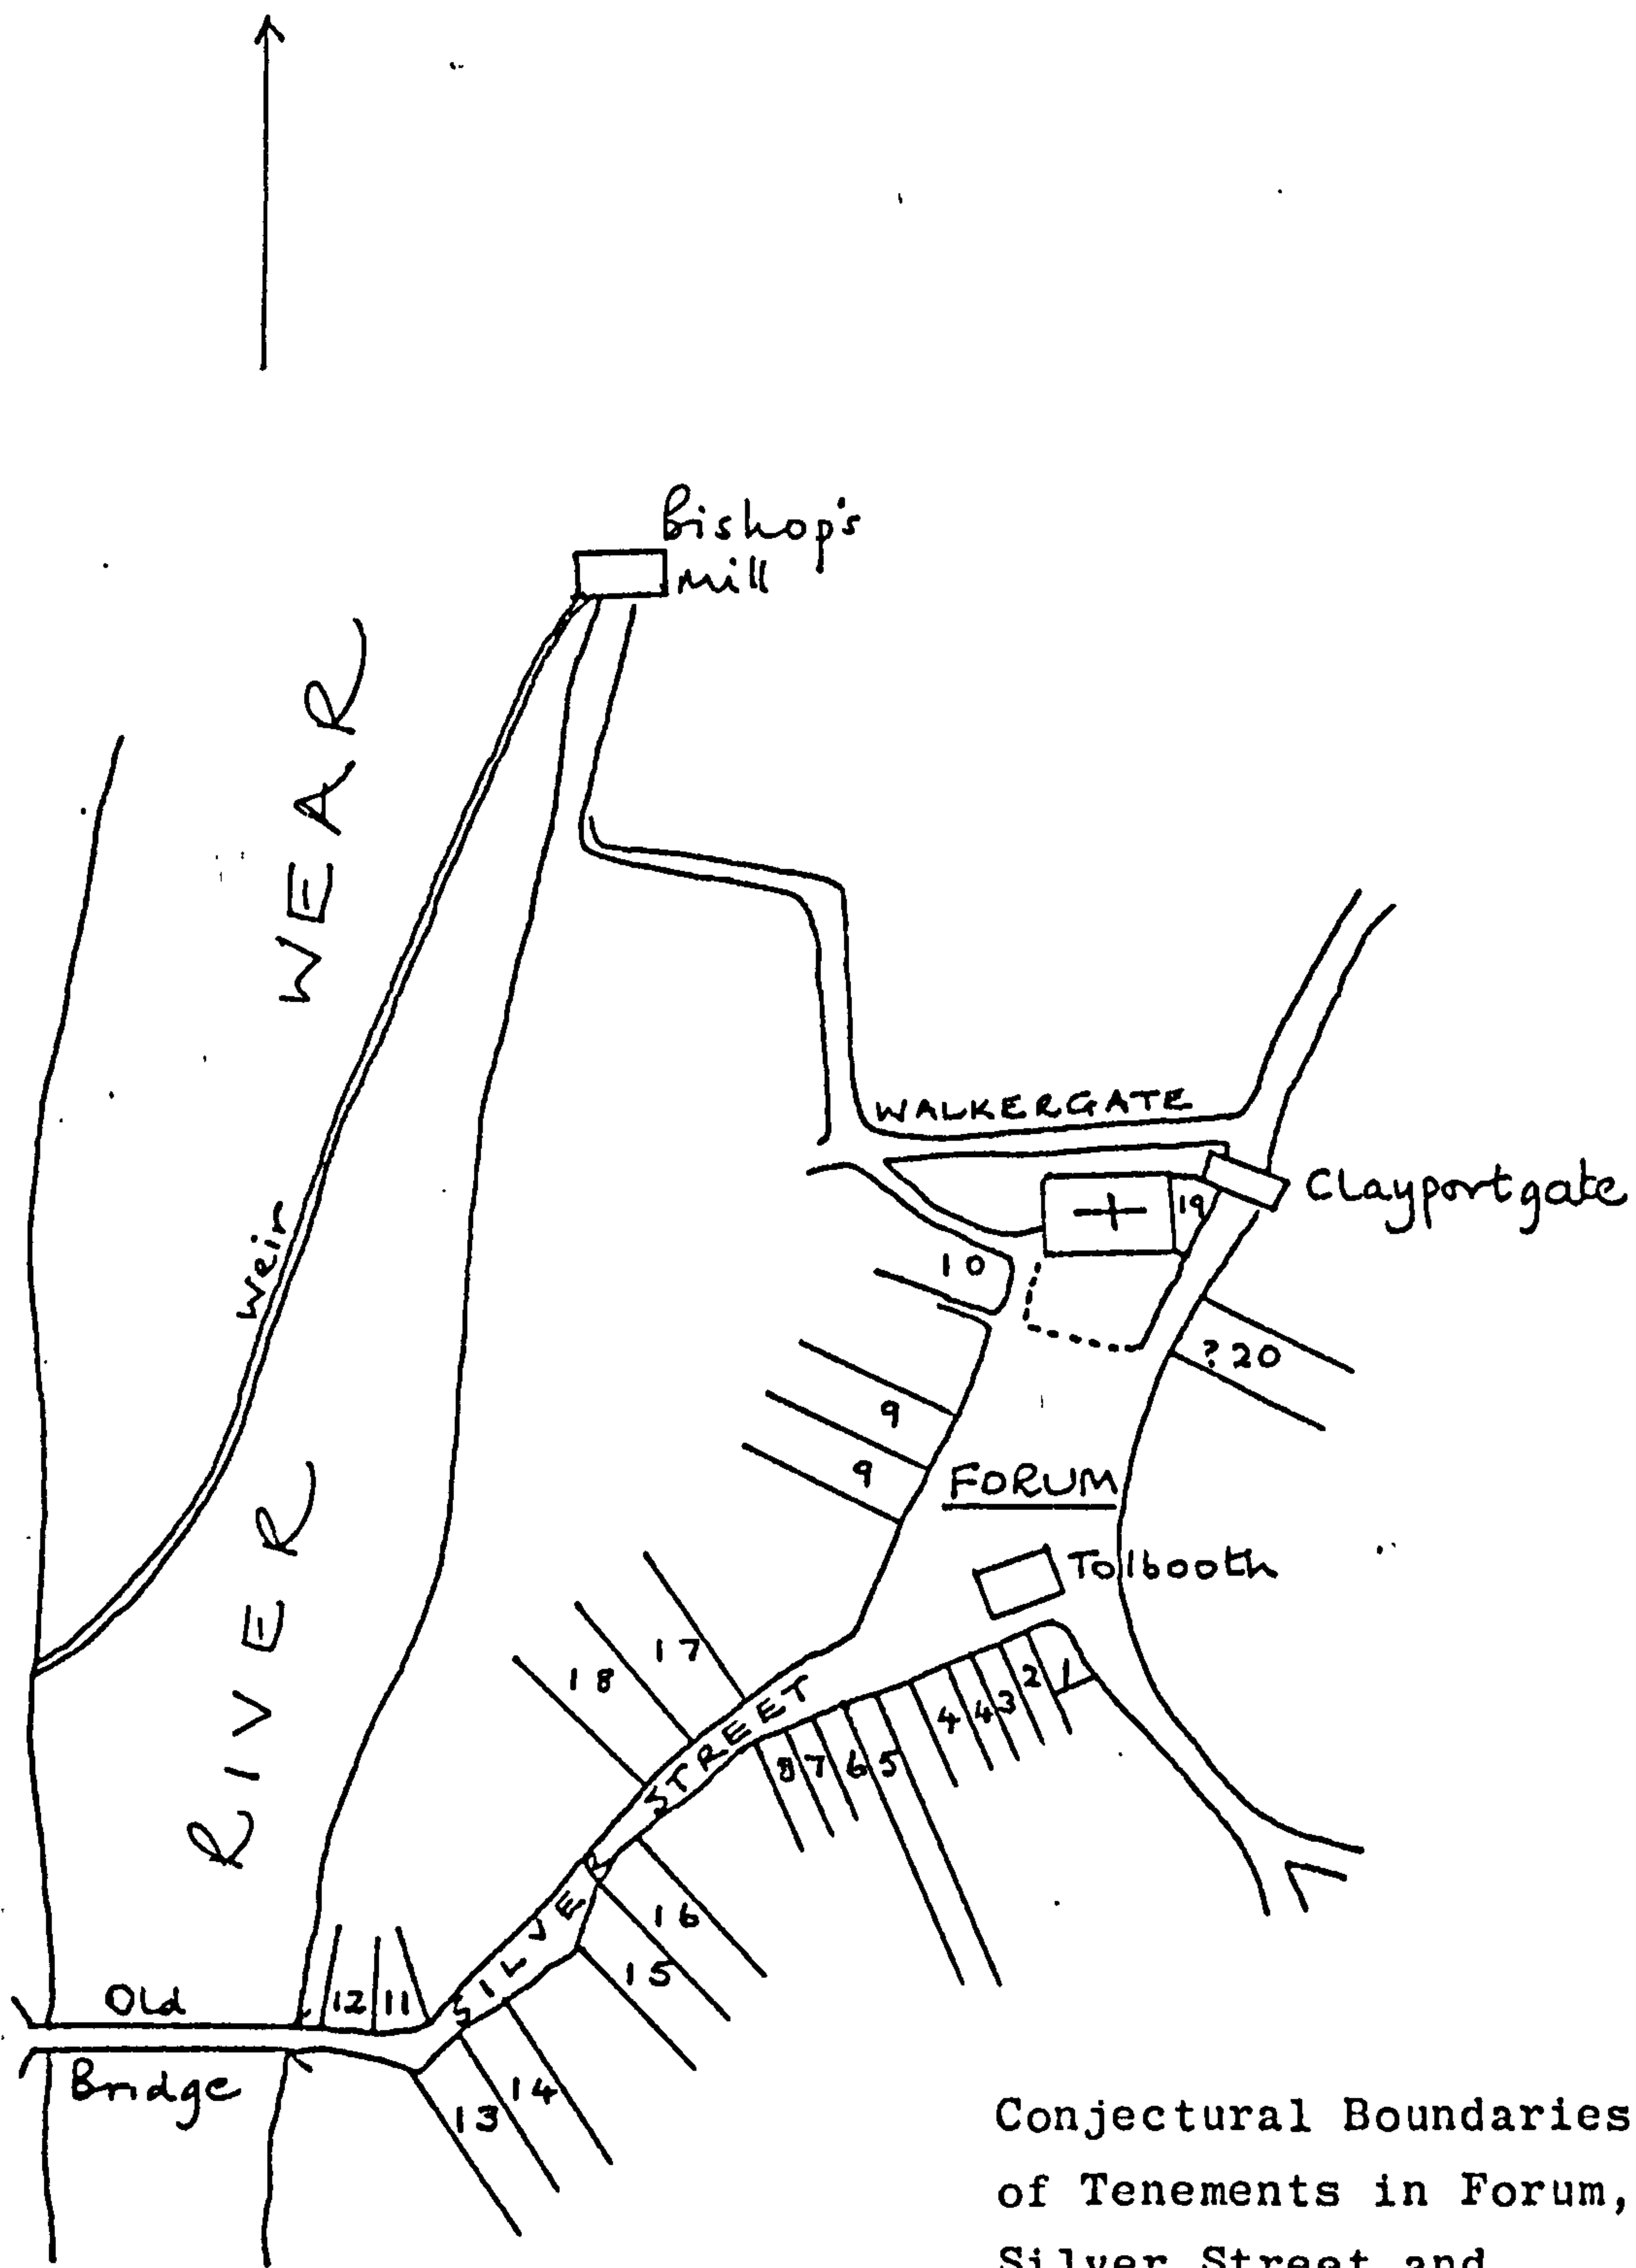 Bishop's
Mill
RIVER WEAR
Weir
WALKERGATE
Clayportgate
19
10
? 20
9
9
FORUM
Tolbooth
17
18
1
2
3
4
4
5
6
7
8
SILVER STREET
16
15
Old
Bridge
12
11
14
13
Conjectural Boundaries
of Tenements in Forum,
Silver Street and